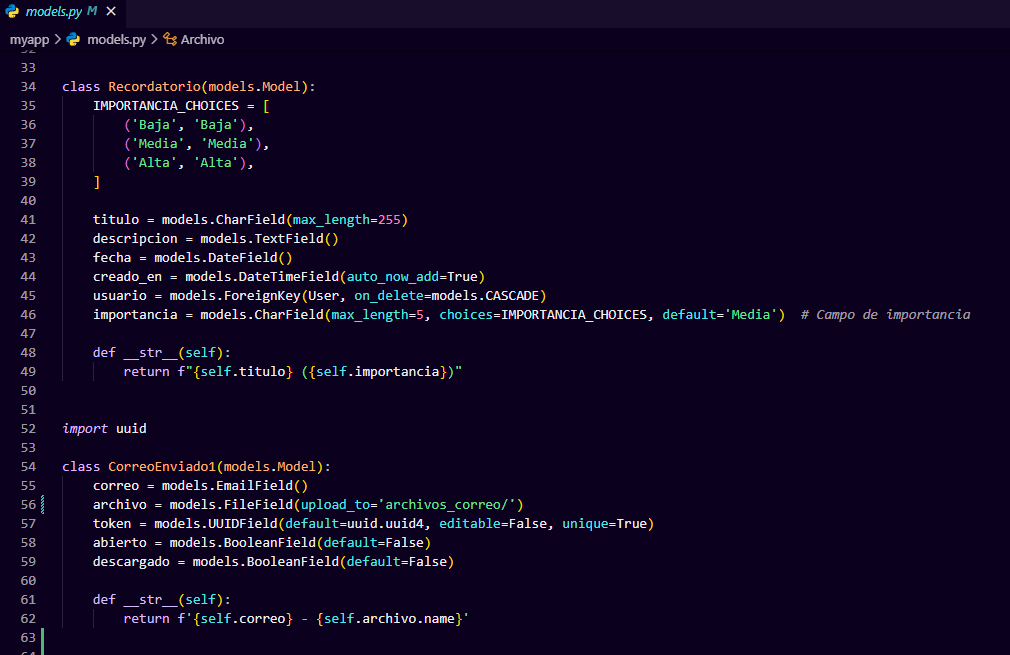 models.py M ×
myapp > models.py > Archivo
33
34 class Recordatorio(models.Model):
35     IMPORTANCIA_CHOICES = [
36         ('Baja', 'Baja'),
37         ('Media', 'Media'),
38         ('Alta', 'Alta'),
39     ]
40
41     titulo = models.CharField(max_length=255)
42     descripcion = models.TextField()
43     fecha = models.DateField()
44     creado_en = models.DateTimeField(auto_now_add=True)
45     usuario = models.ForeignKey(User, on_delete=models.CASCADE)
46     importancia = models.CharField(max_length=5, choices=IMPORTANCIA_CHOICES, default='Media')  # Campo de importancia
47
48     def __str__(self):
49         return f"{self.titulo} ({self.importancia})"
50
51
52 import uuid
53
54 class CorreoEnviado1(models.Model):
55     correo = models.EmailField()
56     archivo = models.FileField(upload_to='archivos_correo/')
57     token = models.UUIDField(default=uuid.uuid4, editable=False, unique=True)
58     abierto = models.BooleanField(default=False)
59     descargado = models.BooleanField(default=False)
60
61     def __str__(self):
62         return f'{self.correo} - {self.archivo.name}'
63